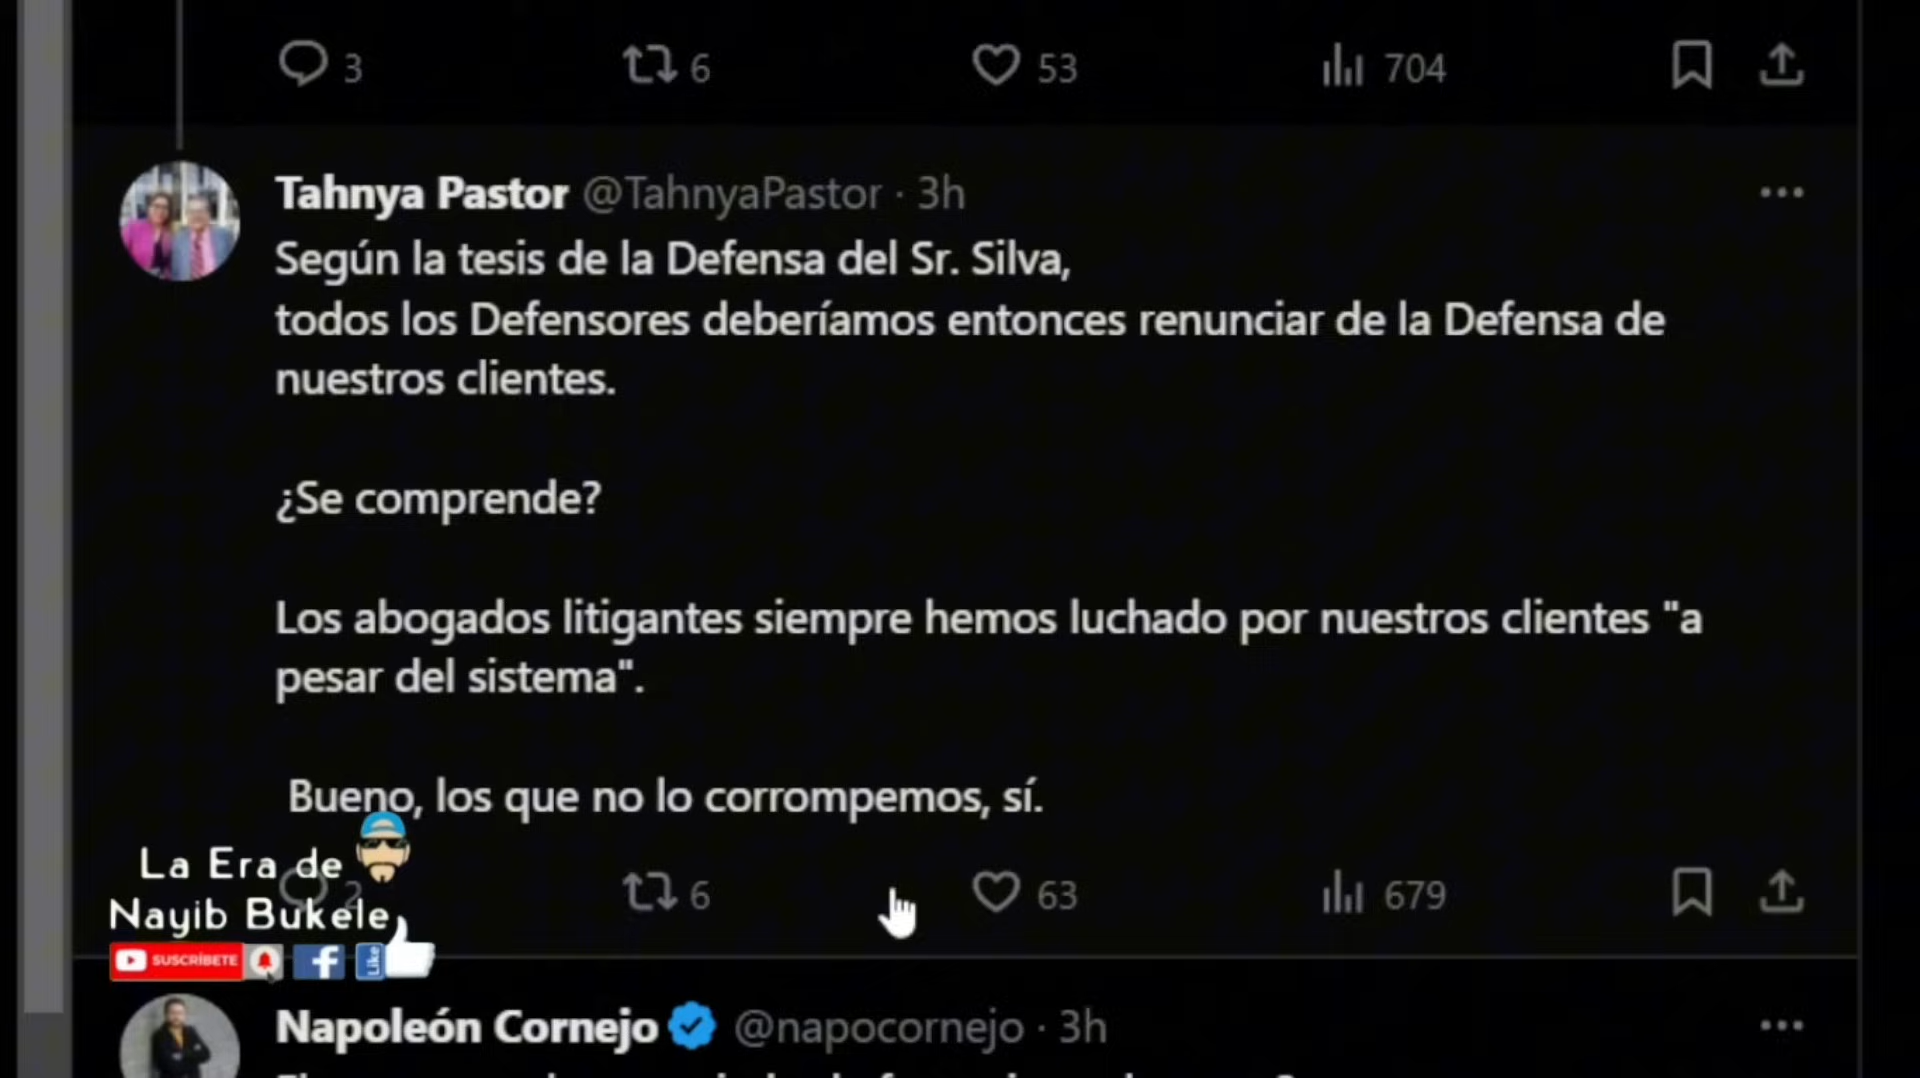 3 6 53 704
Tahnya Pastor @TahnyaPastor · 3h
Según la tesis de la Defensa del Sr. Silva,
todos los Defensores deberíamos entonces renunciar de la Defensa de
nuestros clientes.
¿Se comprende?
Los abogados litigantes siempre hemos luchado por nuestros clientes "a
pesar del sistema".
Bueno, los que no lo corrompemos, sí.
La Era de
2 6 63 679
Nayib Bukele
SUSCRÍBETE f Like
Napoleón Cornejo @napocornejo · 3h